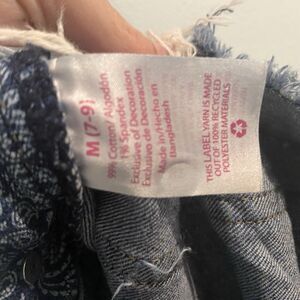 M (7-9)
99% Cotton/ Algodón
1% Spandex
Exclusive of Decoration
Exclusivo de Decoración
Made in/Hecho en
Bangladesh
THIS LABEL YARN IS MADE
OUT OF 100% RECYCLED
POLYESTER MATERIALS